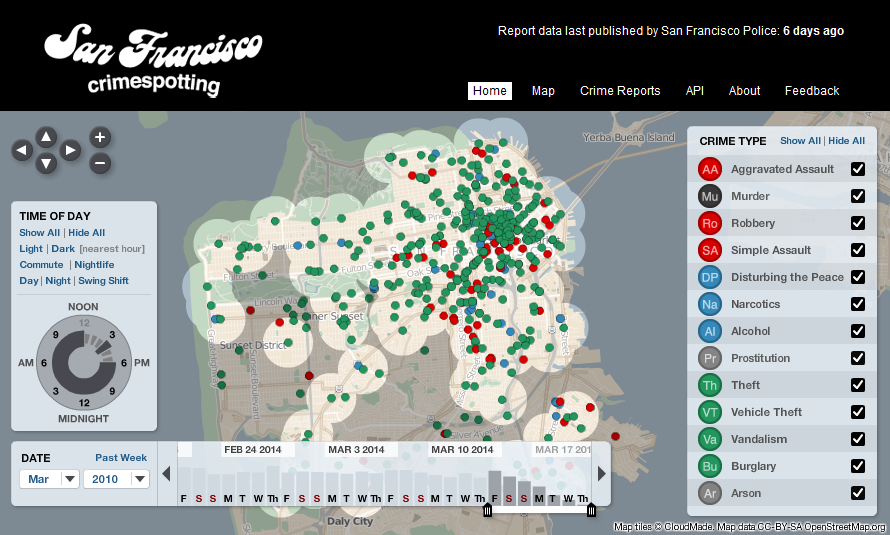 San Francisco
crimespotting
Report data last published by San Francisco Police: 6 days ago
Home Map Crime Reports API About Feedback
Yerba Buena Island
CRIME TYPE Show All | Hide All
AA Aggravated Assault
Mu Murder
Ro Robbery
SA Simple Assault
DP Disturbing the Peace
Na Narcotics
Al Alcohol
Pr Prostitution
Th Theft
VT Vehicle Theft
Va Vandalism
Bu Burglary
Ar Arson
TIME OF DAY
Show All | Hide All
Light | Dark [nearest hour]
Commute | Nightlife
Day | Night | Swing Shift
NOON
12
9 3
AM 6 6 PM
3 9
12
MIDNIGHT
Fulton Street
Fulton St
Oak St
Lincoln Way
Inner Sunset
Sunset District
Sunset Boulevard
Silver Avenue
DATE Past Week
Mar 2010
FEB 24 2014 MAR 3 2014 MAR 10 2014 MAR 17 201
F S S M T W Th F S S M T W Th F S S M T W Th F S S M T W Th
Daly City
Map tiles © CloudMade. Map data CC-BY-SA OpenStreetMap.org